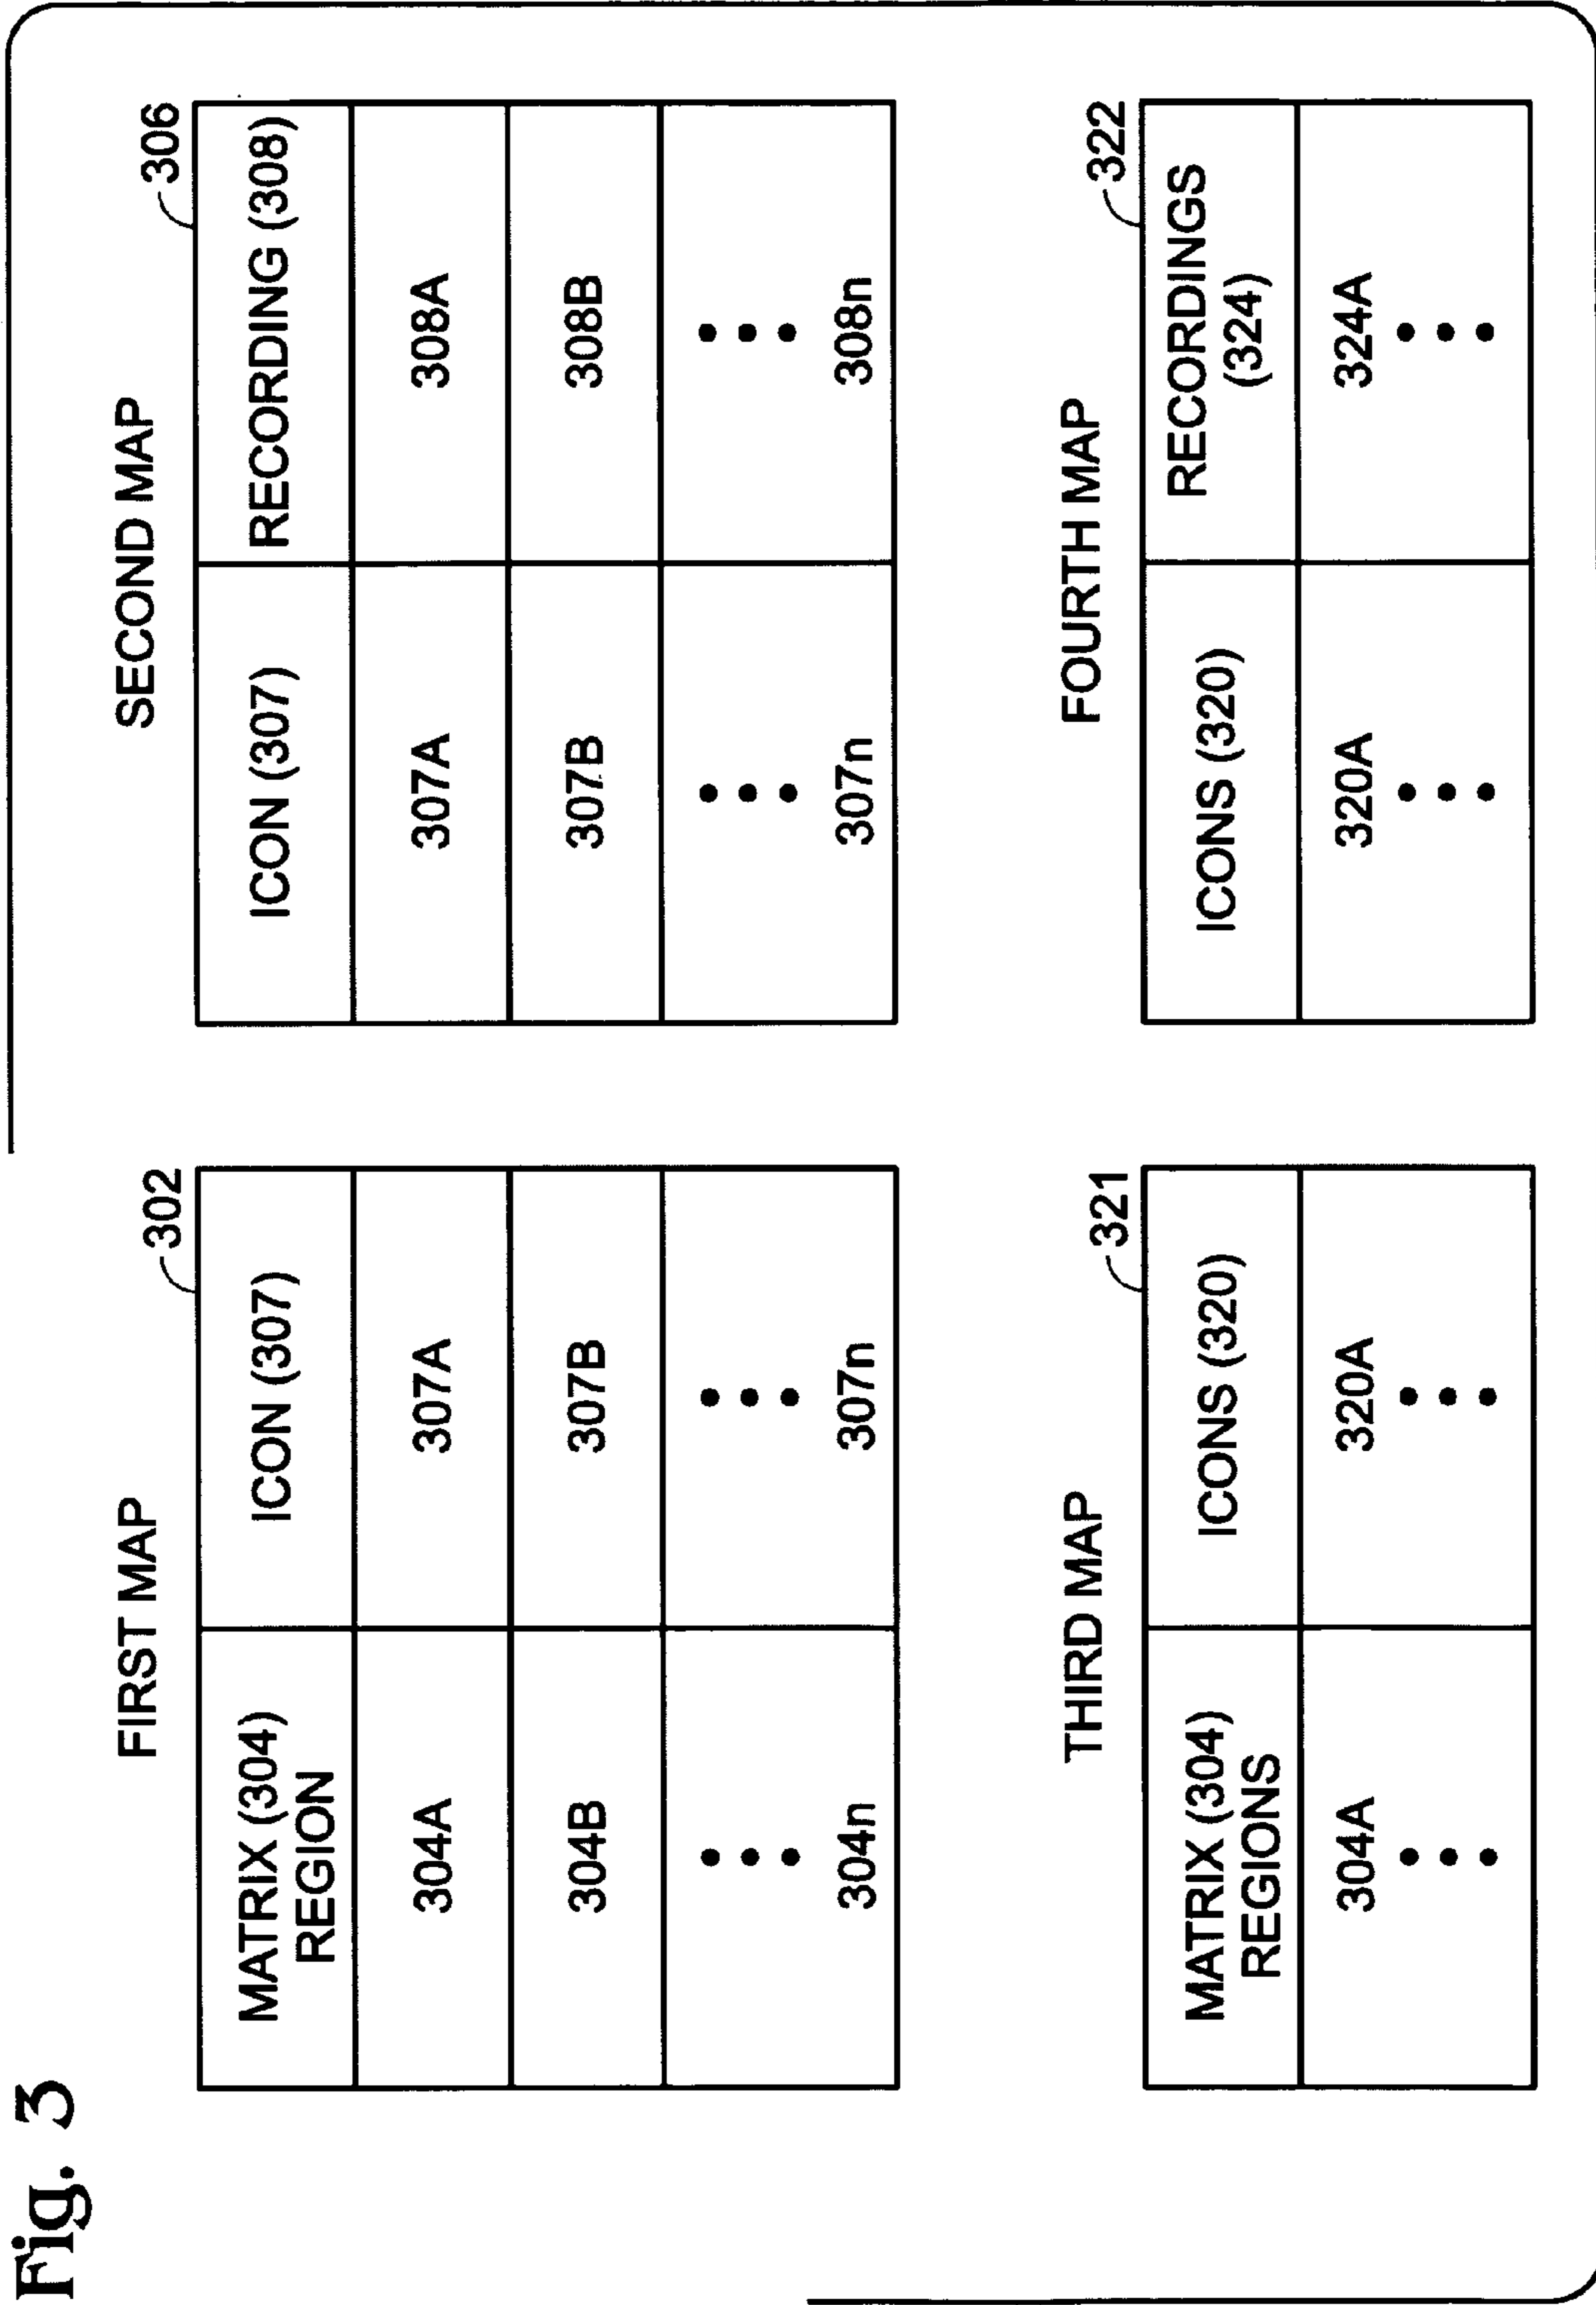 Fig. 3
FIRST MAP
302
MATRIX (304) REGION ICON (307)
304A 307A
304B 307B
304n 307n
SECOND MAP
306
ICON (307) RECORDING (308)
307A 308A
307B 308B
307n 308n
THIRD MAP
321
MATRIX (304) REGIONS ICONS (320)
304A 320A
FOURTH MAP
322
ICONS (320) RECORDINGS (324)
320A 324A